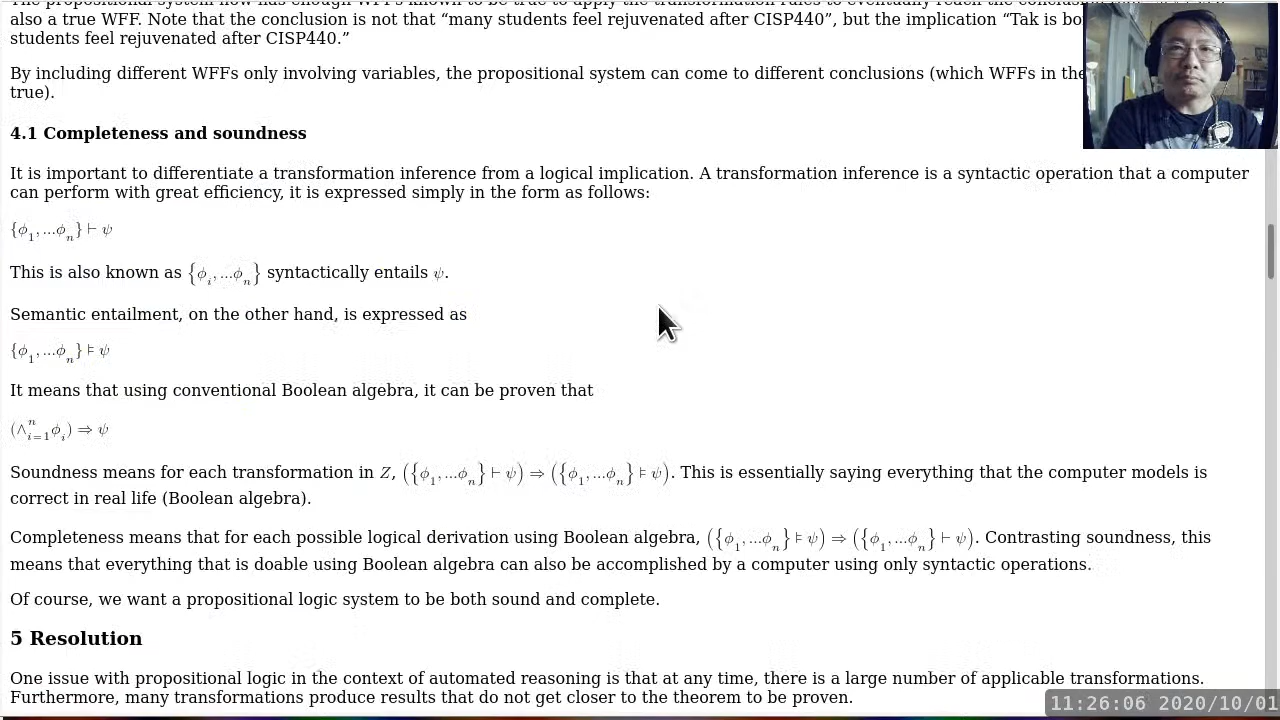 also a true WFF. Note that the conclusion is not that “many students feel rejuvenated after CISP440”, but the implication “Tak is bo
students feel rejuvenated after CISP440.”
By including different WFFs only involving variables, the propositional system can come to different conclusions (which WFFs in the
true).
4.1 Completeness and soundness
It is important to differentiate a transformation inference from a logical implication. A transformation inference is a syntactic operation that a computer
can perform with great efficiency, it is expressed simply in the form as follows:
{ϕ₁,...ϕₙ} ⊢ ψ
This is also known as {ϕᵢ,...ϕₙ} syntactically entails ψ.
Semantic entailment, on the other hand, is expressed as
{ϕ₁,...ϕₙ} ⊧ ψ
It means that using conventional Boolean algebra, it can be proven that
(∧ⁿᵢ₌₁ϕᵢ) ⇒ ψ
Soundness means for each transformation in Z, ({ϕ₁,...ϕₙ} ⊢ ψ) ⇒ ({ϕ₁,...ϕₙ} ⊧ ψ). This is essentially saying everything that the computer models is
correct in real life (Boolean algebra).
Completeness means that for each possible logical derivation using Boolean algebra, ({ϕ₁,...ϕₙ} ⊧ ψ) ⇒ ({ϕ₁,...ϕₙ} ⊢ ψ). Contrasting soundness, this
means that everything that is doable using Boolean algebra can also be accomplished by a computer using only syntactic operations.
Of course, we want a propositional logic system to be both sound and complete.
5 Resolution
One issue with propositional logic in the context of automated reasoning is that at any time, there is a large number of applicable transformations.
Furthermore, many transformations produce results that do not get closer to the theorem to be proven.
11:26:06 2020/10/01